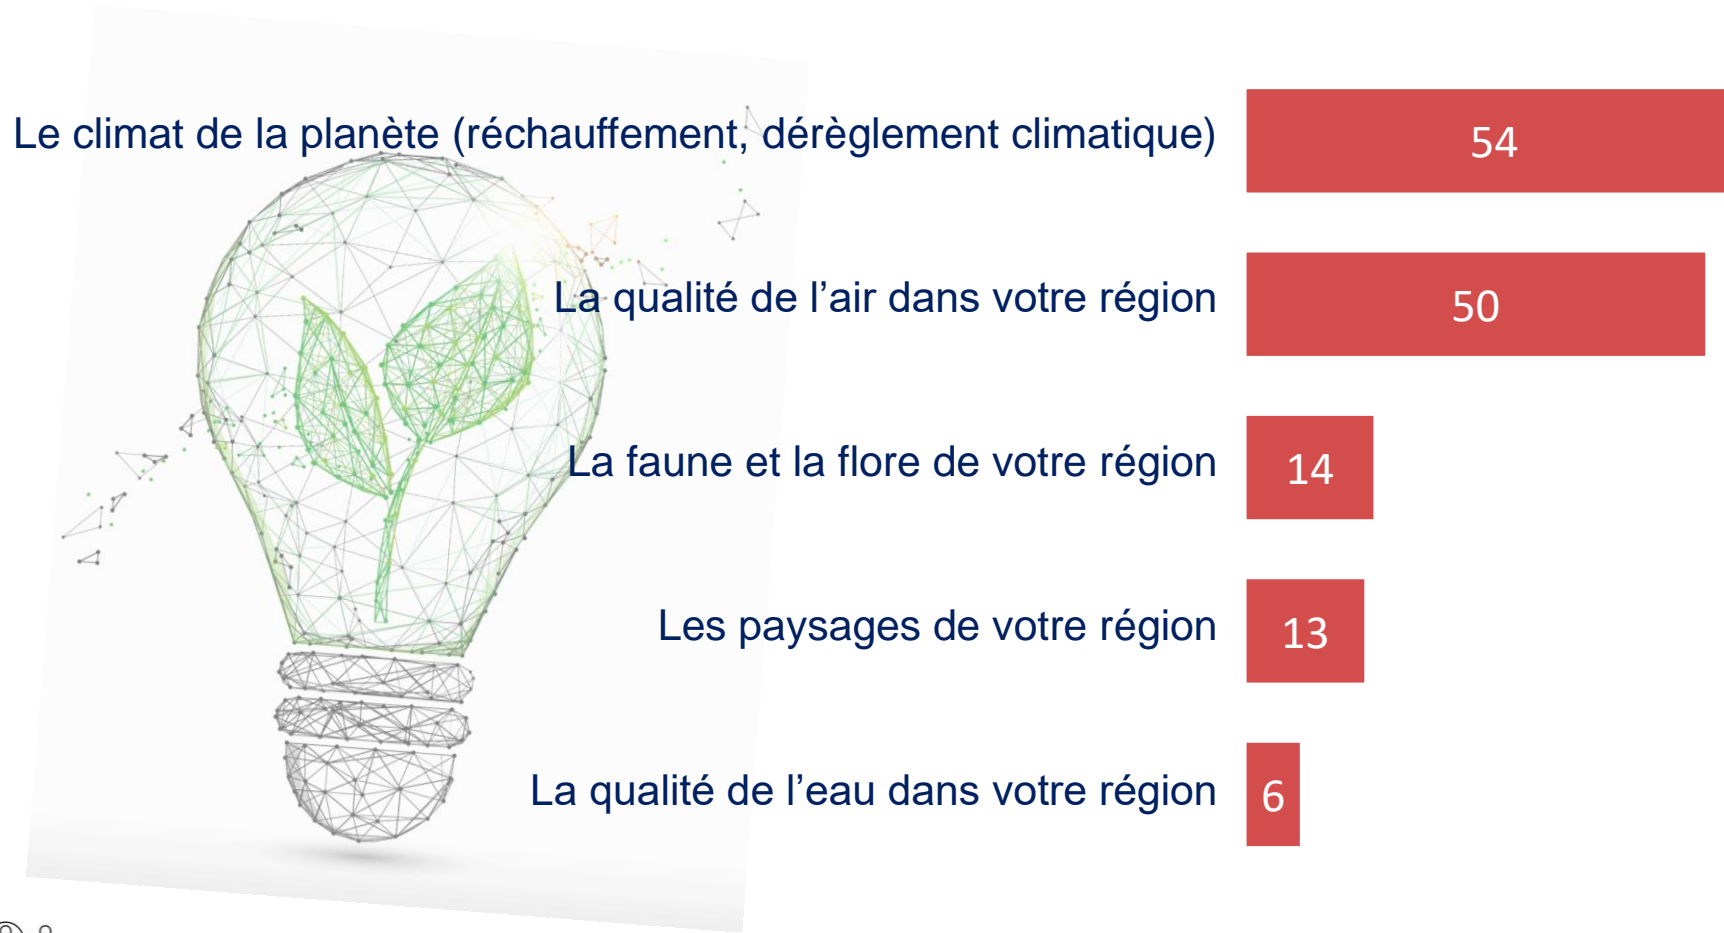 Le climat de la planète (réchauffement, dérèglement climatique) 54
La qualité de l’air dans votre région 50
La faune et la flore de votre région 14
Les paysages de votre région 13
La qualité de l’eau dans votre région 6